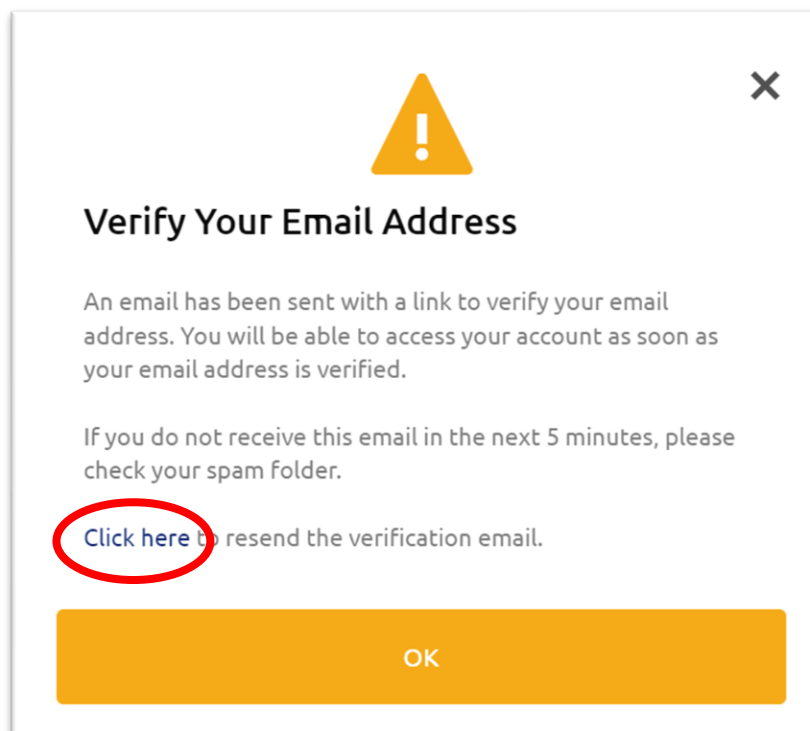 Verify Your Email Address
An email has been sent with a link to verify your email
address. You will be able to access your account as soon as
your email address is verified.
If you do not receive this email in the next 5 minutes, please
check your spam folder.
Click here to resend the verification email.
OK